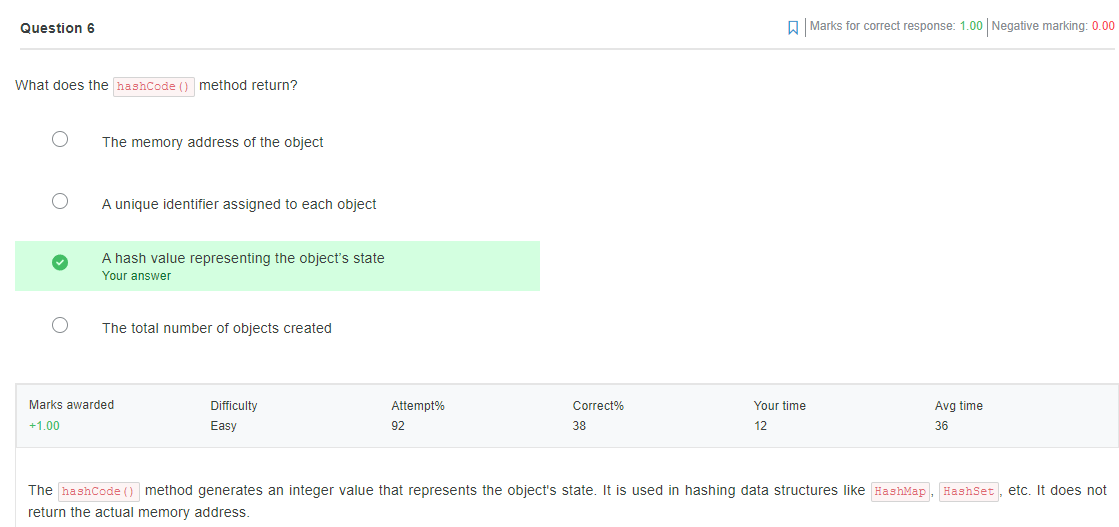 Question 6
Marks for correct response: 1.00 Negative marking: 0.00
What does the hashCode() method return?
The memory address of the object
A unique identifier assigned to each object
A hash value representing the object's state
Your answer
The total number of objects created
Marks awarded Difficulty Attempt% Correct% Your time Avg time
+1.00 Easy 92 38 12 36
The hashCode() method generates an integer value that represents the object's state. It is used in hashing data structures like HashMap, HashSet, etc. It does not
return the actual memory address.